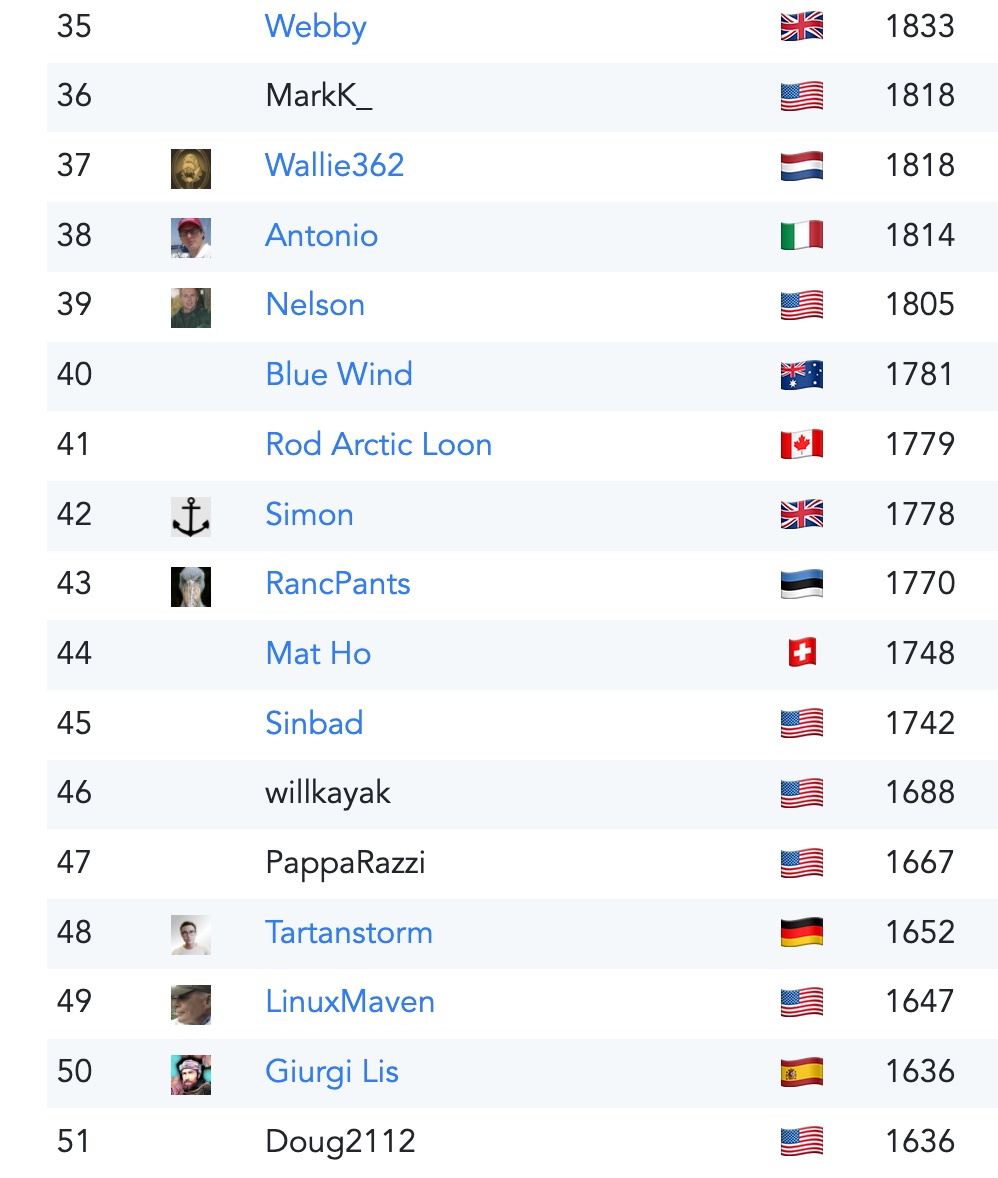 35 Webby 1833
36 MarkK_ 1818
37 Wallie362 1818
38 Antonio 1814
39 Nelson 1805
40 Blue Wind 1781
41 Rod Arctic Loon 1779
42 Simon 1778
43 RancPants 1770
44 Mat Ho 1748
45 Sinbad 1742
46 willkayak 1688
47 PappaRazzi 1667
48 Tartanstorm 1652
49 LinuxMaven 1647
50 Giurgi Lis 1636
51 Doug2112 1636